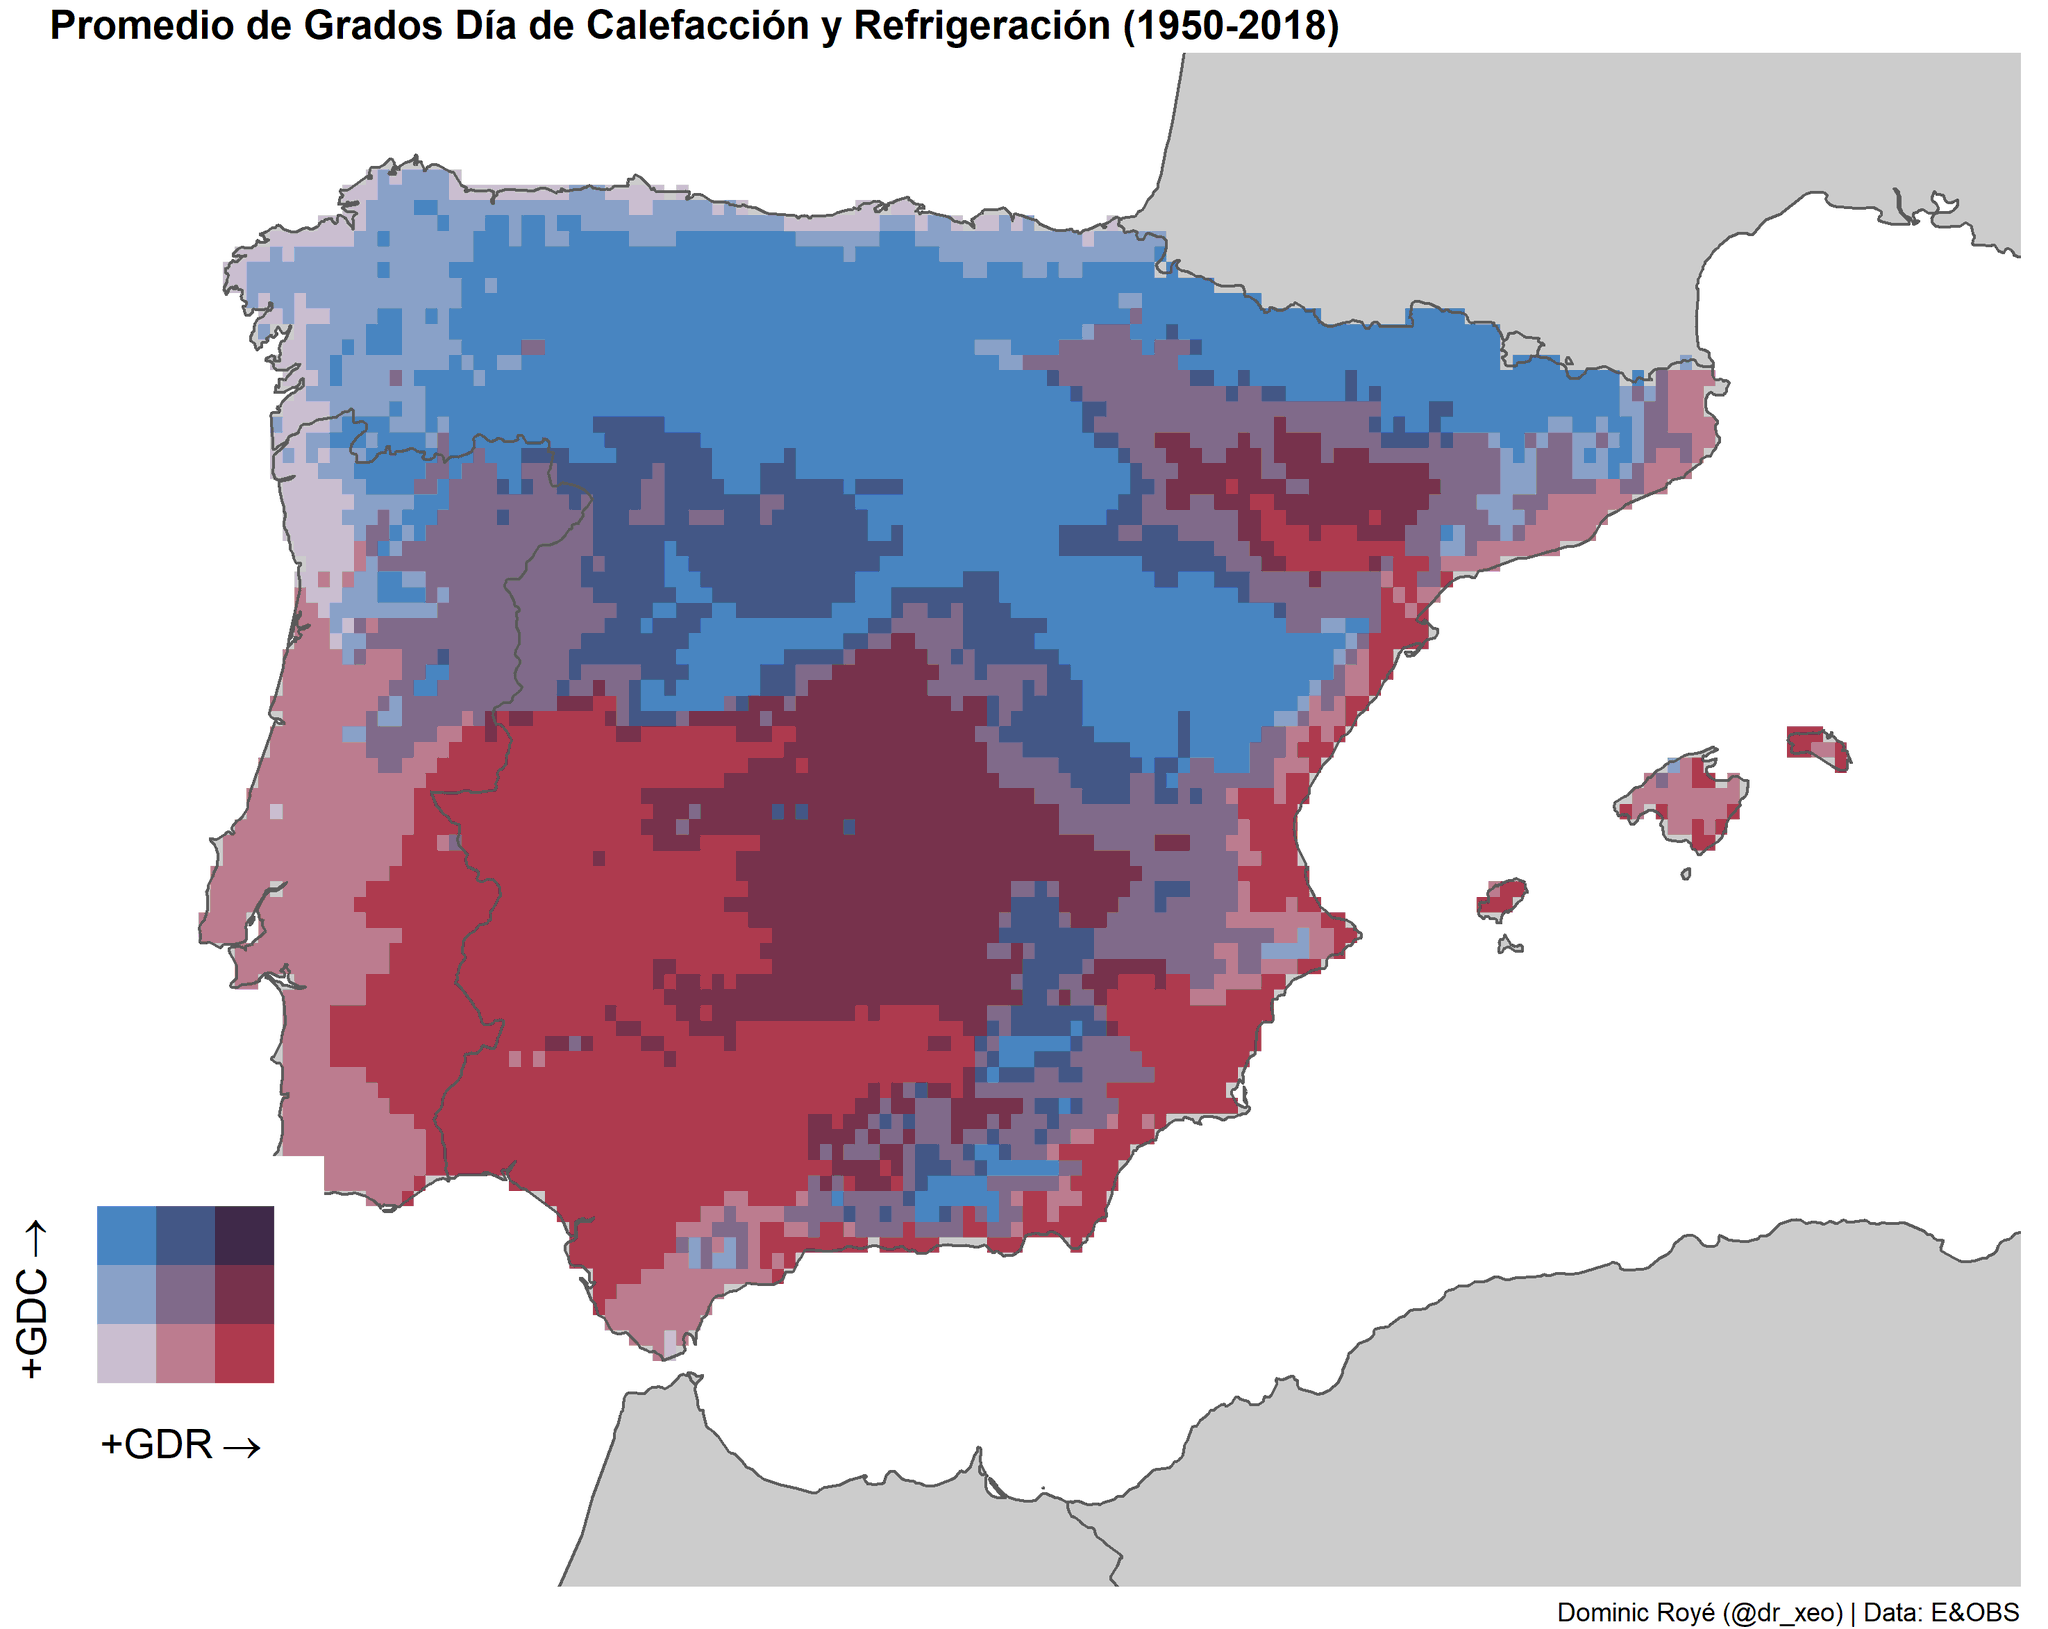 Promedio de Grados Día de Calefacción y Refrigeración (1950-2018)
+GDC →
+GDR →
Dominic Royé (@dr_xeo) | Data: E&OBS